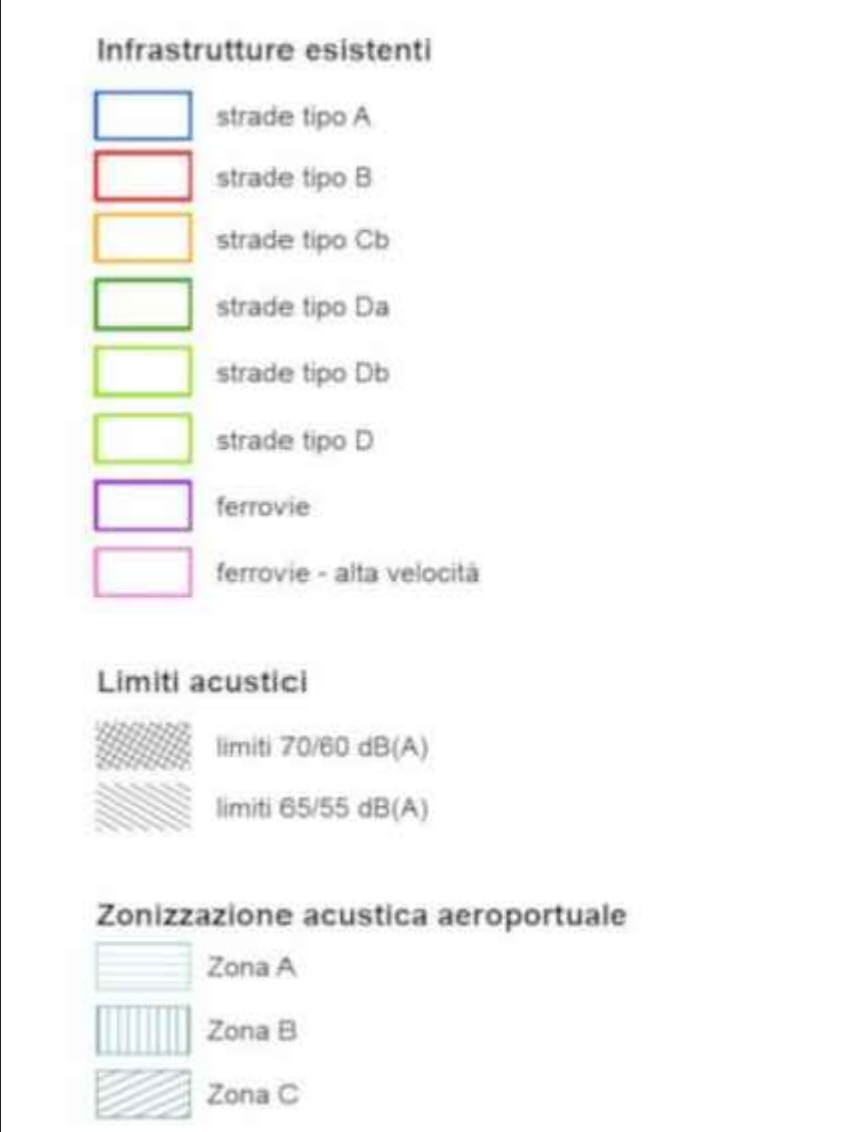 Infrastrutture esistenti
strade tipo A
strade tipo B
strade tipo Cb
strade tipo Da
strade tipo Db
strade tipo D
ferrovie
ferrovie - alta velocità
Limiti acustici
limiti 70/60 dB(A)
limiti 65/55 dB(A)
Zonizzazione acustica aeroportuale
Zona A
Zona B
Zona C